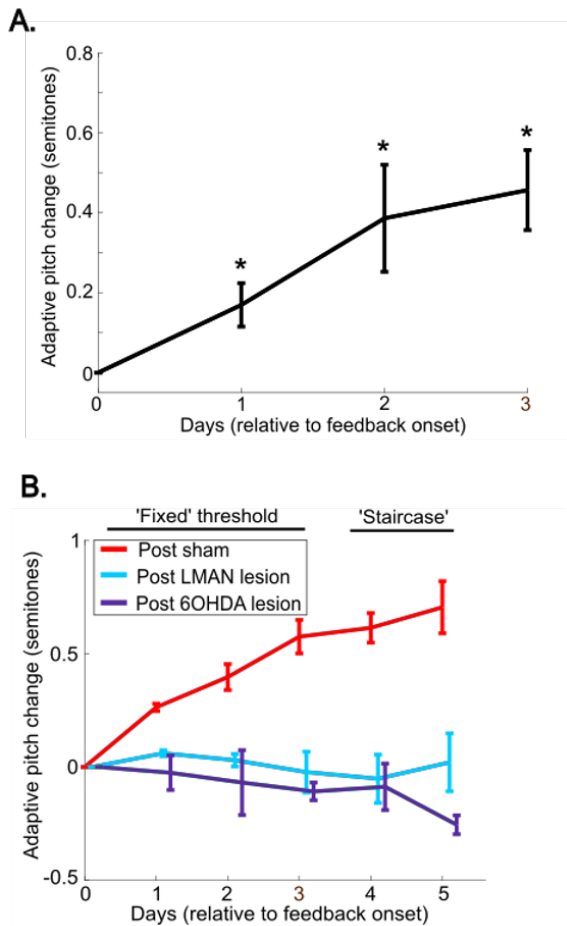 A.
0.8
0.6
0.4
0.2
0
Adaptive pitch change (semitones)
*
*
*
0 1 2 3
Days (relative to feedback onset)
B.
'Fixed' threshold 'Staircase'
1
0.5
0
-0.5
Adaptive pitch change (semitones)
Post sham
Post LMAN lesion
Post 6OHDA lesion
0 1 2 3 4 5
Days (relative to feedback onset)